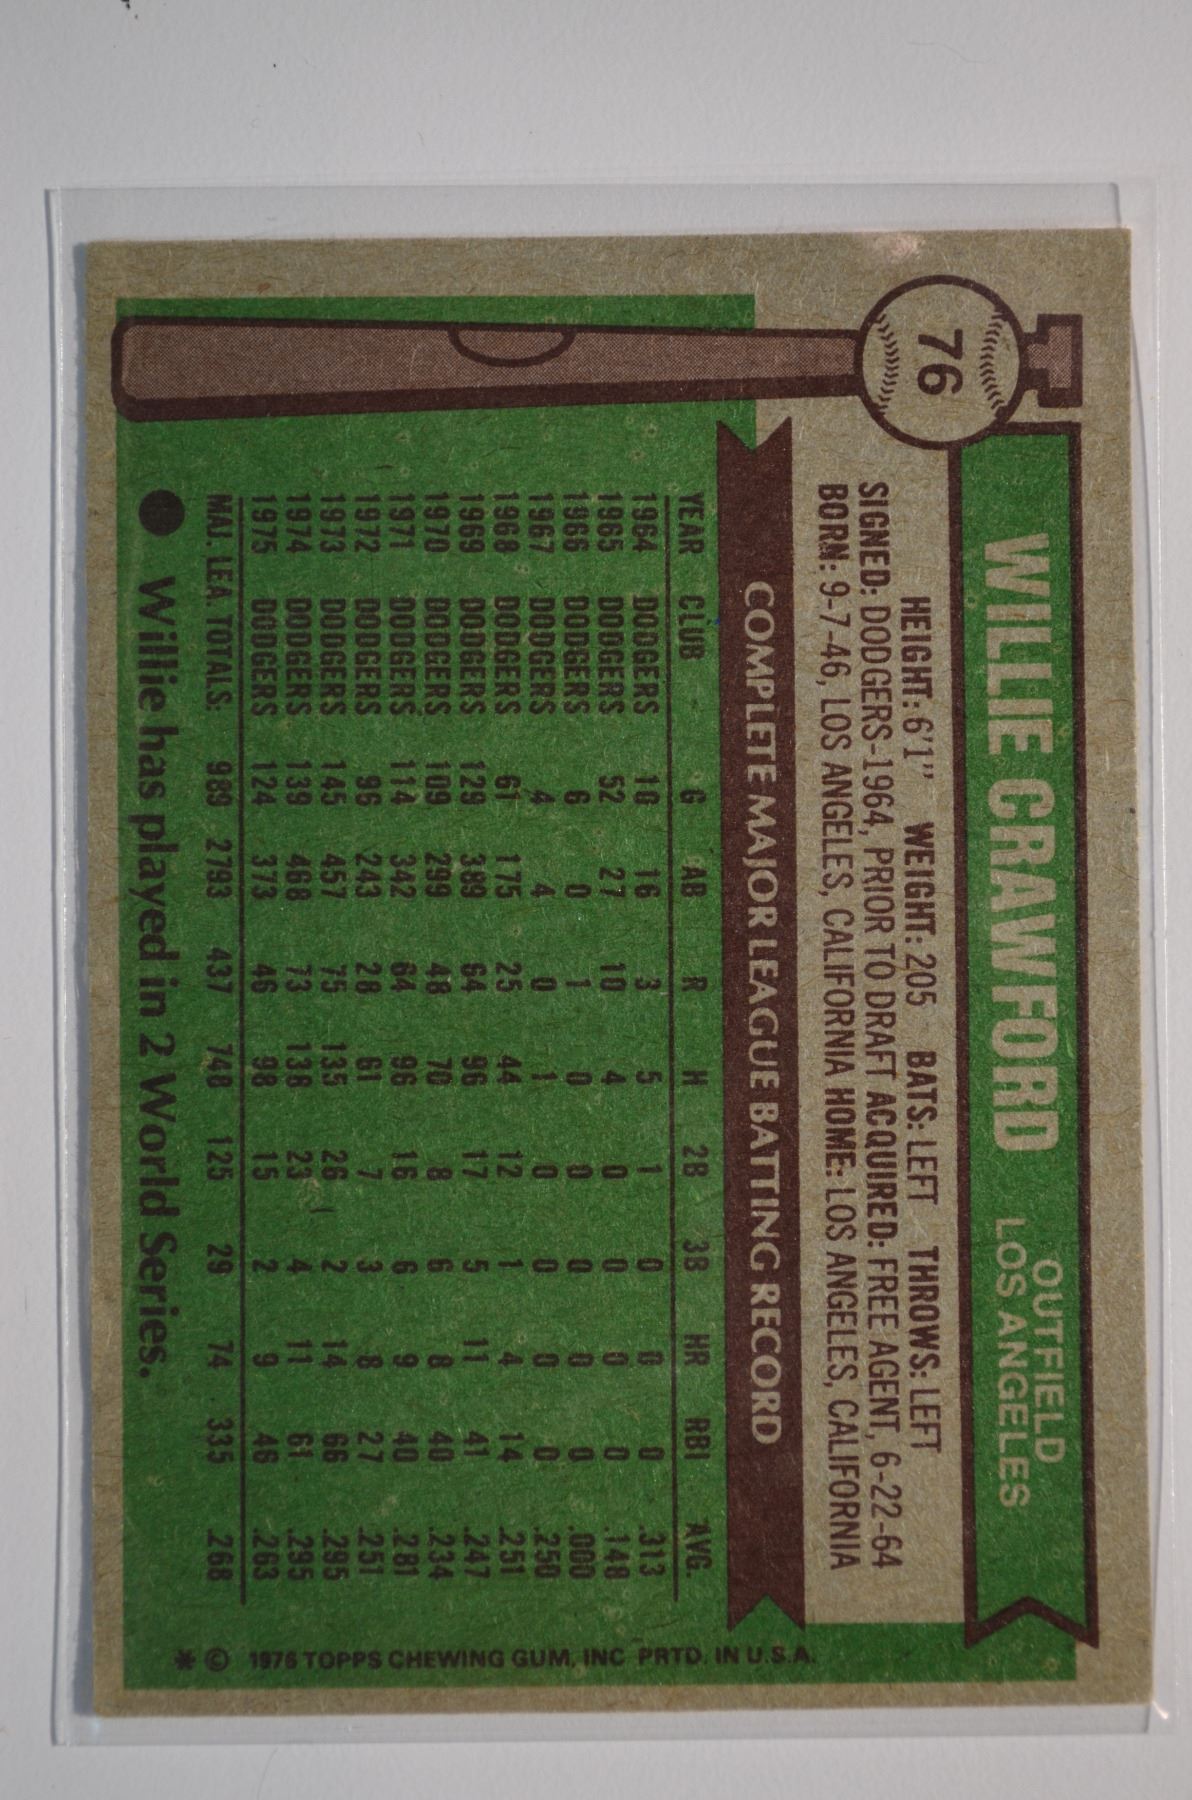 76
WILLIE CRAWFORD OUTFIELD
LOS ANGELES
HEIGHT: 6'1" WEIGHT: 205 BATS: LEFT THROWS: LEFT
SIGNED: DODGERS-1964, PRIOR TO DRAFT ACQUIRED: FREE AGENT, 6-22-64
BORN: 9-7-46, LOS ANGELES, CALIFORNIA HOME: LOS ANGELES, CALIFORNIA
COMPLETE MAJOR LEAGUE BATTING RECORD
YEAR CLUB G AB R H 2B 3B HR RBI AVG.
1964 DODGERS 10 16 3 5 1 0 0 0 .313
1965 DODGERS 52 27 10 4 0 0 0 0 .148
1966 DODGERS 6 0 1 0 0 0 0 0 .000
1967 DODGERS 4 4 0 1 0 0 0 0 .250
1968 DODGERS 61 175 25 44 12 1 4 14 .251
1969 DODGERS 129 389 64 96 17 5 11 41 .247
1970 DODGERS 109 299 48 70 8 6 8 40 .234
1971 DODGERS 114 342 64 96 16 6 9 40 .281
1972 DODGERS 96 243 28 61 7 3 8 27 .251
1973 DODGERS 145 457 75 135 26 2 14 66 .295
1974 DODGERS 139 468 73 138 23 4 11 61 .295
1975 DODGERS 124 373 46 98 15 2 9 46 .263
MAJ. LEA. TOTALS: 989 2793 437 748 125 29 74 335 .268
● Willie has played in 2 World Series.
* © 1976 TOPPS CHEWING GUM, INC PRTD. IN U.S.A.